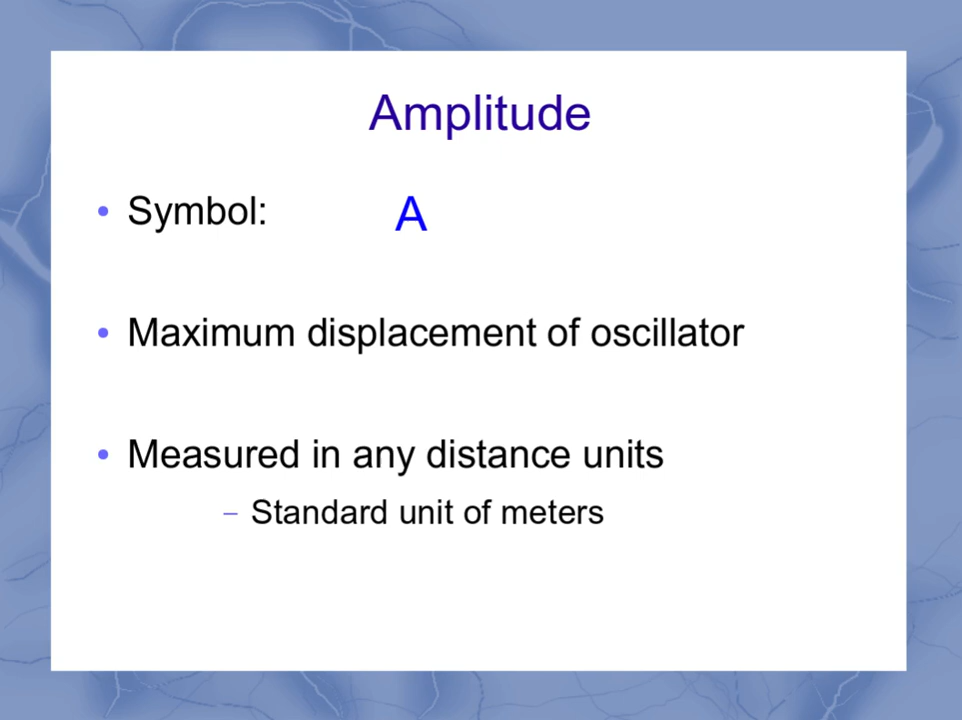 Amplitude
• Symbol: A
• Maximum displacement of oscillator
• Measured in any distance units
– Standard unit of meters